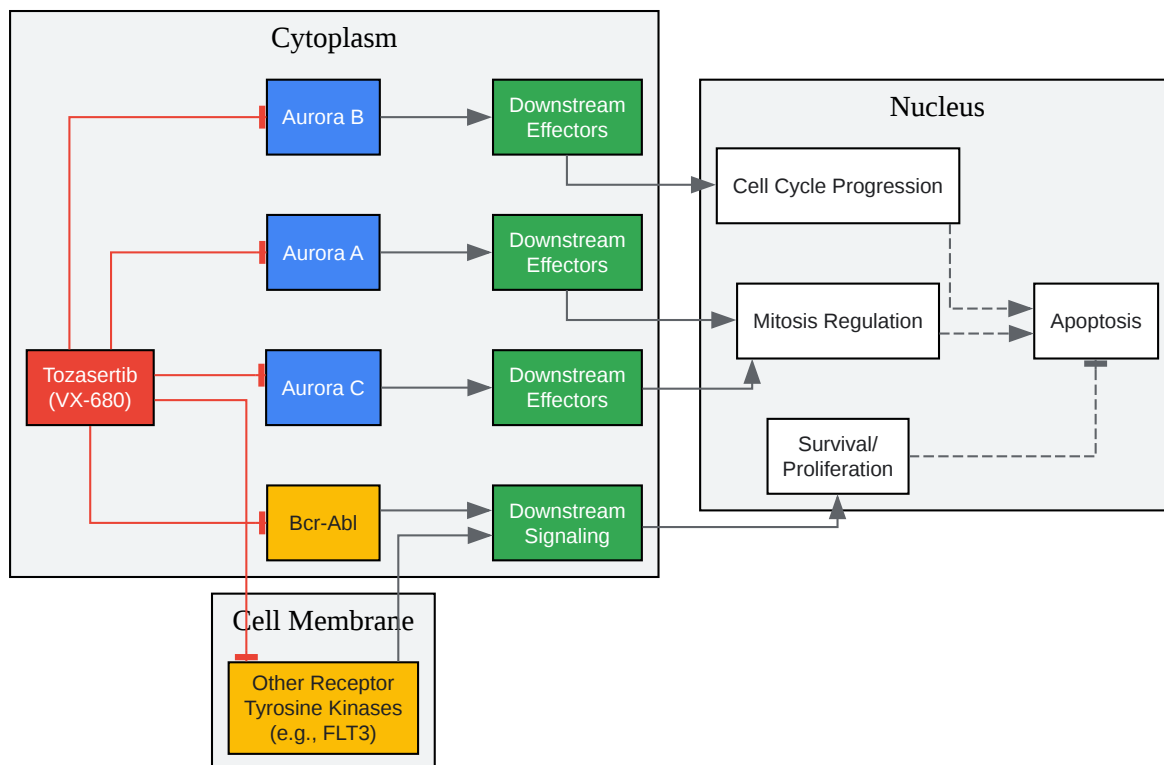 Cytoplasm
Aurora B
Downstream
Effectors
Nucleus
Cell Cycle Progression
Aurora A
Downstream
Effectors
Mitosis Regulation
Apoptosis
Tozasertib
(VX-680)
Aurora C
Downstream
Effectors
Survival/
Proliferation
Bcr-Abl
Downstream
Signaling
Cell Membrane
Other Receptor
Tyrosine Kinases
(e.g., FLT3)